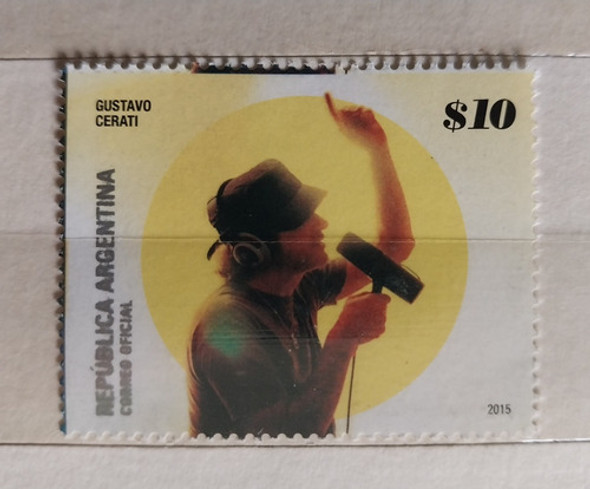 GUSTAVO
CERATI
$10
REPÚBLICA ARGENTINA
CORREO OFICIAL
2015